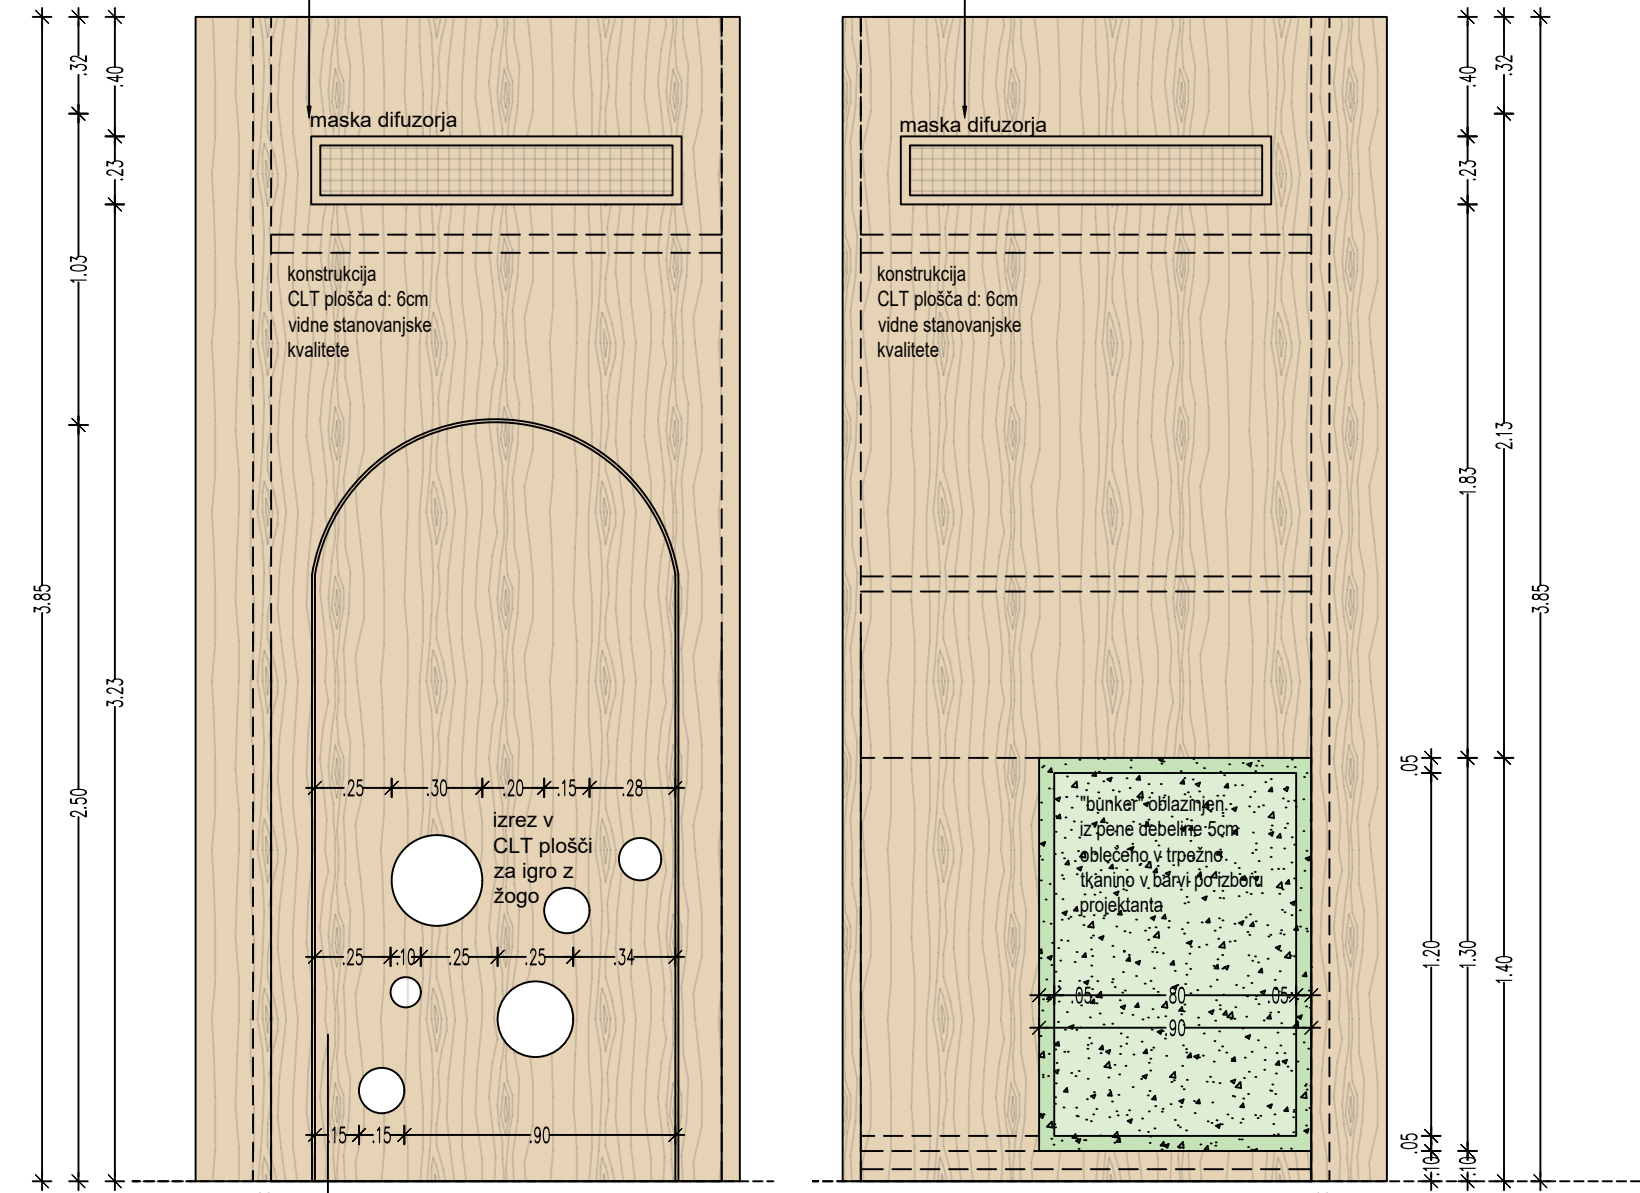 maska difuzorja
maska difuzorja
konstrukcija
CLT plošča d: 6cm
vidne stanovanjske
kvalitete
konstrukcija
CLT plošča d: 6cm
vidne stanovanjske
kvalitete
.32
.40
.23
1.03
3.85
3.23
2.50
.25 .30 .20 .15 .28
izrez v
CLT plošči
za igro z
žogo
.25 .10 .25 .25 .34
.15 .15 .90
"bunker" oblazinjen
iz pene debeline 5cm
oblečeno v trpežno
tkanino v barvi po izboru
projektanta
.05 .80 .05
.90
.40
.32
.23
2.13
1.83
3.85
.05
1.20
1.30
1.40
.05
.10
.10